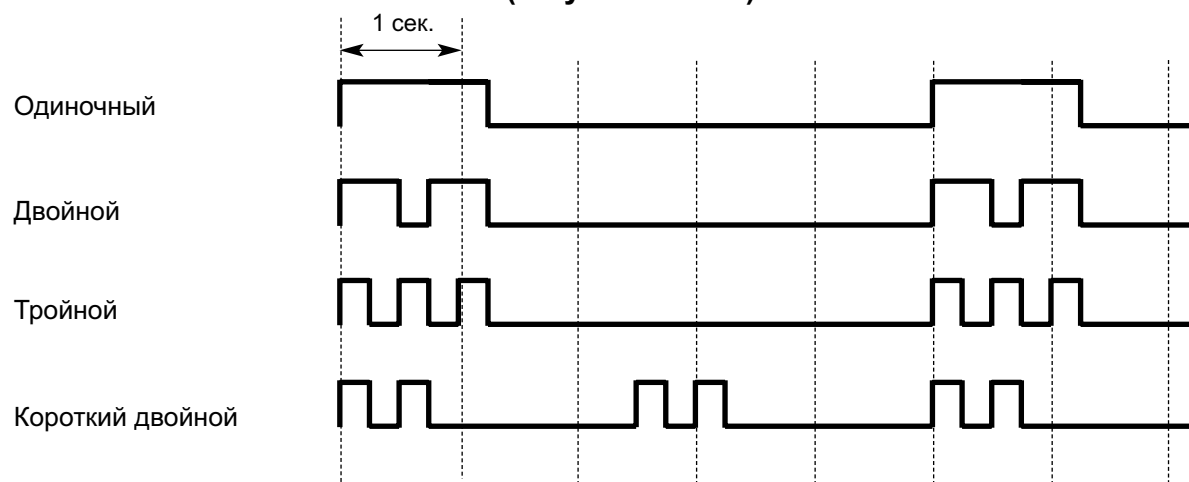 1 сек.
Одиночный
Двойной
Тройной
Короткий двойной